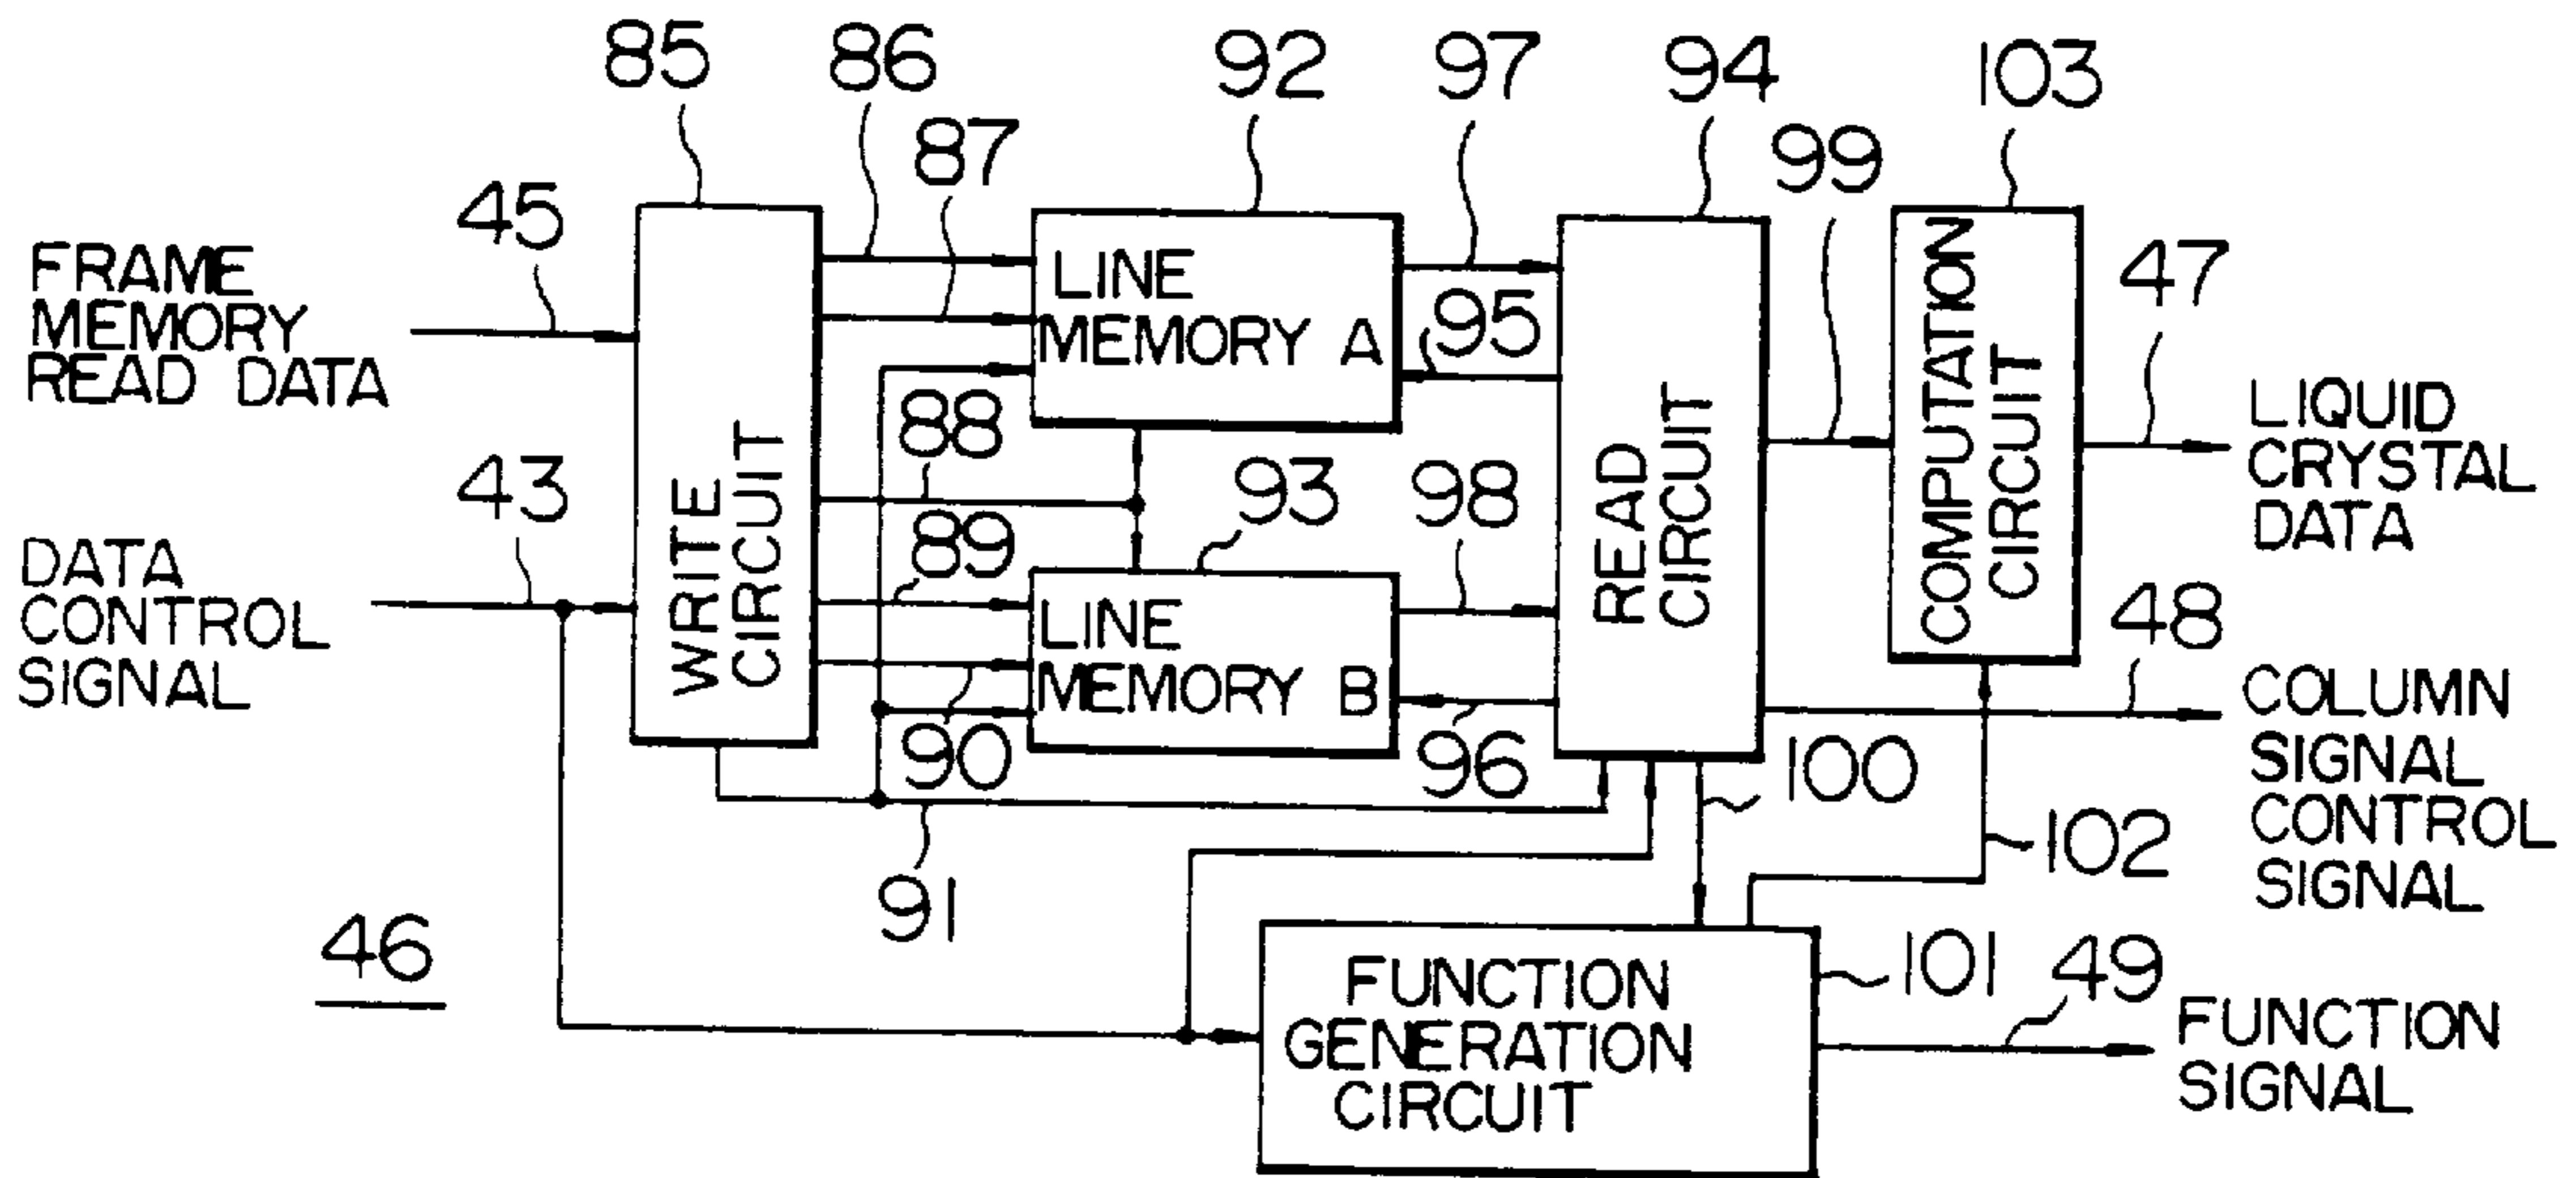 85
86
92
97
94
103
87
99
45
FRAME
MEMORY
READ DATA
LINE
MEMORY A
95
47
LIQUID
CRYSTAL
DATA
88
43
DATA
CONTROL
SIGNAL
WRITE
CIRCUIT
93
98
READ
CIRCUIT
COMPUTATION
CIRCUIT
89
LINE
MEMORY B
48
COLUMN
SIGNAL
CONTROL
SIGNAL
90
96
100
102
91
46
FUNCTION
GENERATION
CIRCUIT
101
49
FUNCTION
SIGNAL